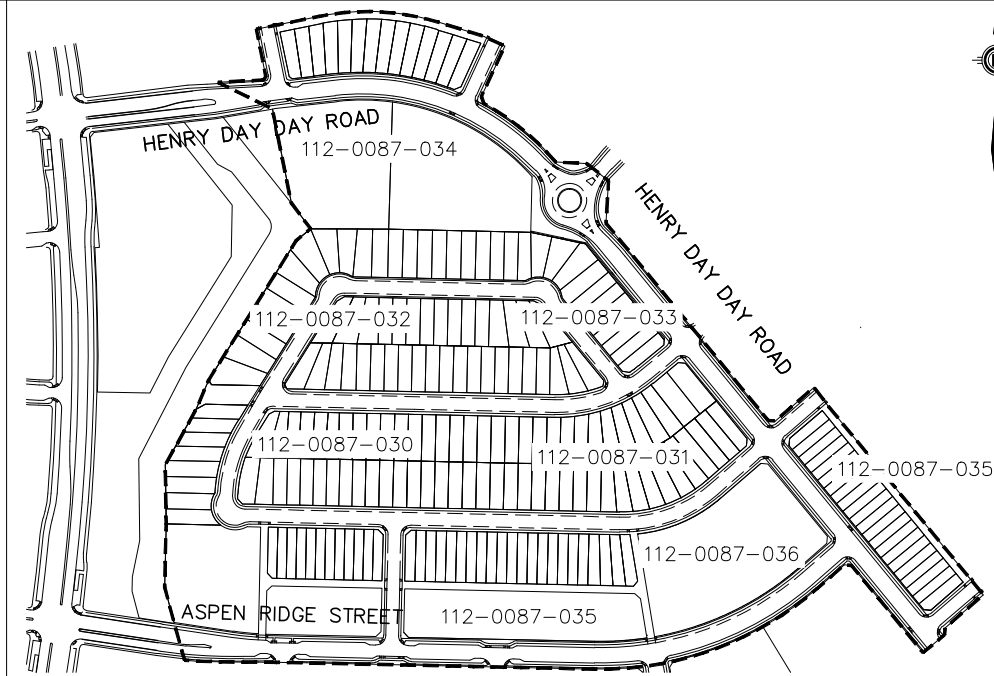 HENRY DAY DAY ROAD
112-0087-034
HENRY DAY DAY ROAD
112-0087-032
112-0087-033
112-0087-030
112-0087-031
112-0087-035
112-0087-036
ASPEN RIDGE STREET
112-0087-035